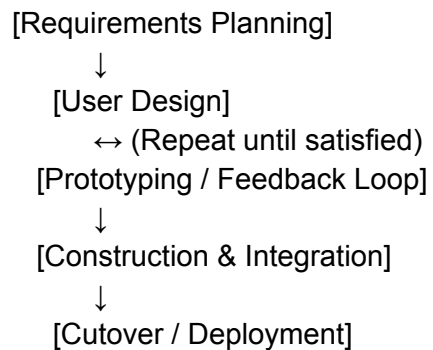 [Requirements Planning]
↓
[User Design]
↔ (Repeat until satisfied)
[Prototyping / Feedback Loop]
↓
[Construction & Integration]
↓
[Cutover / Deployment]